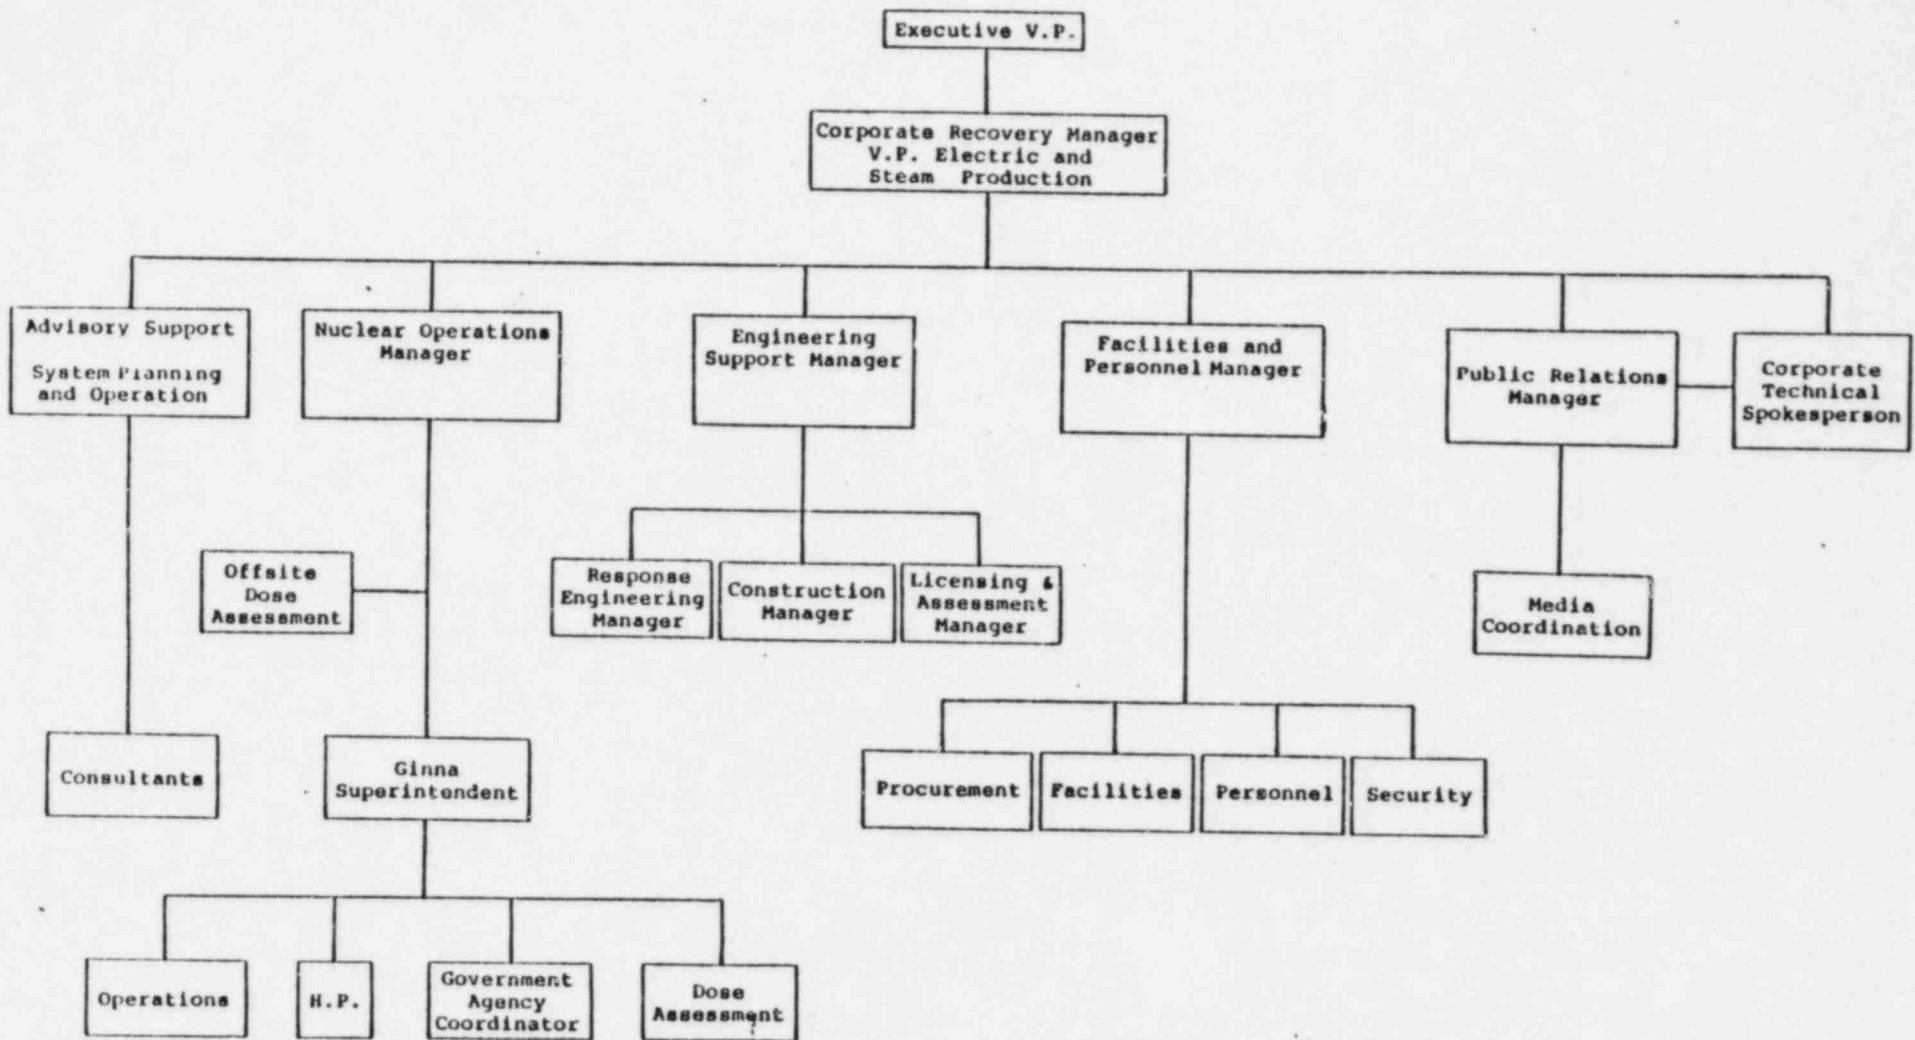 Executive V.P.
Corporate Recovery Manager
V.P. Electric and
Steam Production
Advisory Support
System Planning
and Operation
Nuclear Operations
Manager
Engineering
Support Manager
Facilities and
Personnel Manager
Public Relations
Manager
Corporate
Technical
Spokesperson
Offsite
Dose
Assessment
Response
Engineering
Manager
Construction
Manager
Licensing &
Assessment
Manager
Media
Coordination
Consultants
Ginna
Superintendent
Procurement
Facilities
Personnel
Security
Operations
H.P.
Government
Agency
Coordinator
Dose
Assessment